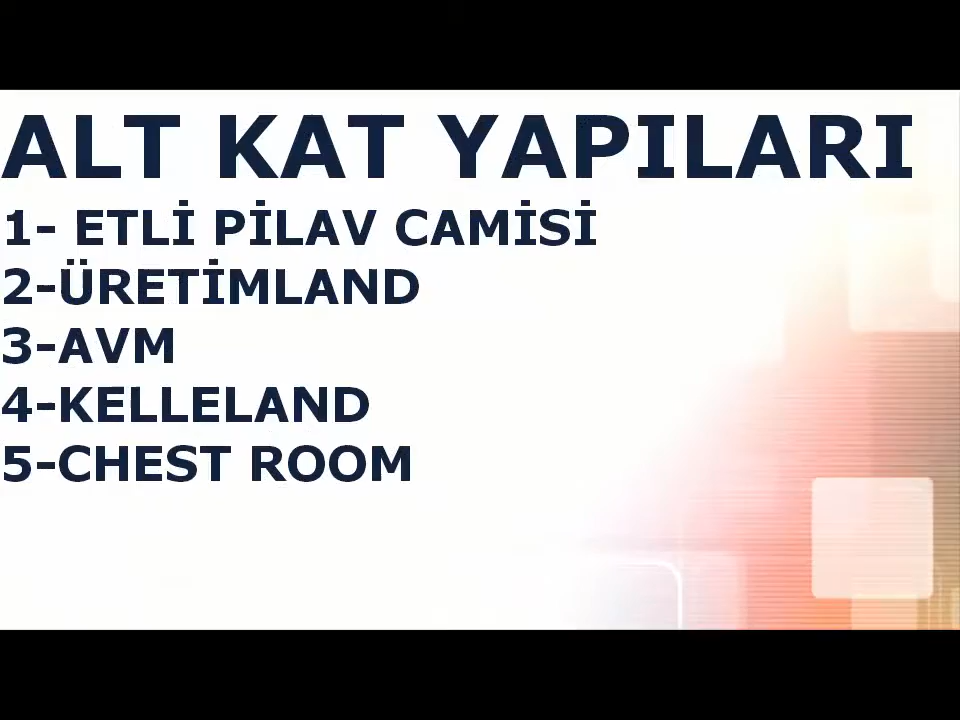 ALT KAT YAPILARI
1- ETLİ PİLAV CAMİSİ
2-ÜRETİMLAND
3-AVM
4-KELLELAND
5-CHEST ROOM